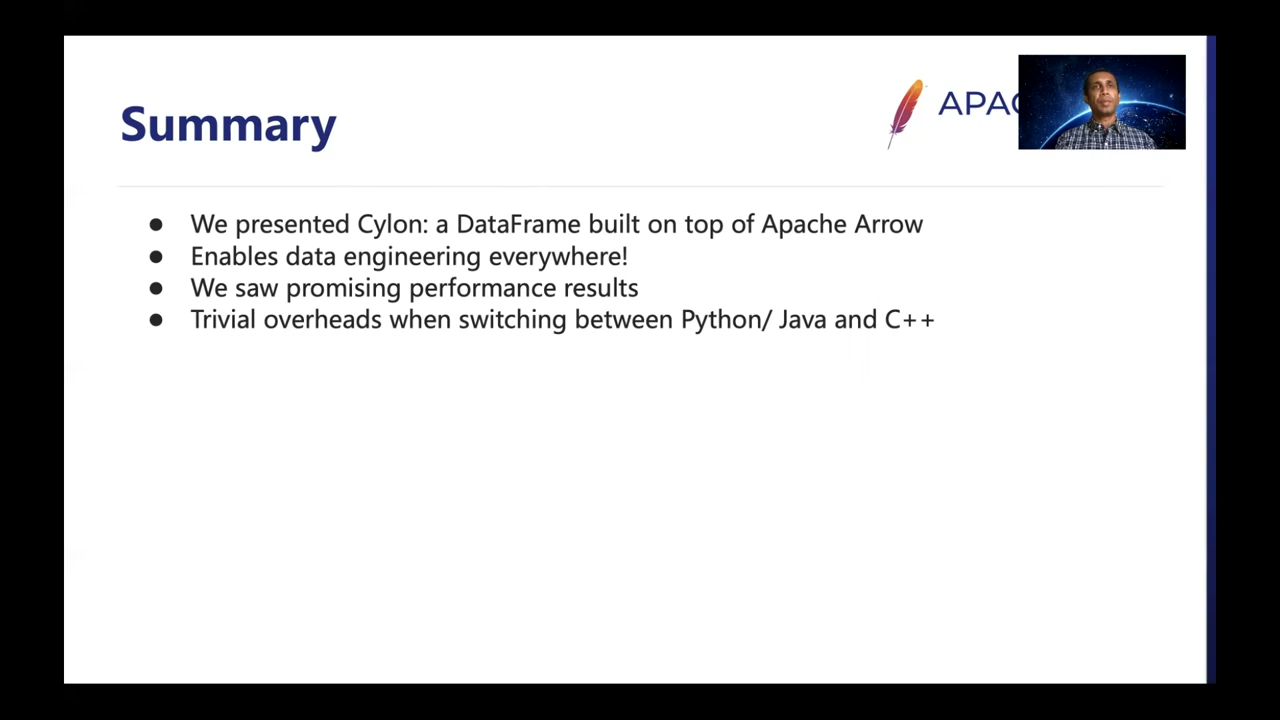 Summary
● We presented Cylon: a DataFrame built on top of Apache Arrow
● Enables data engineering everywhere!
● We saw promising performance results
● Trivial overheads when switching between Python/ Java and C++